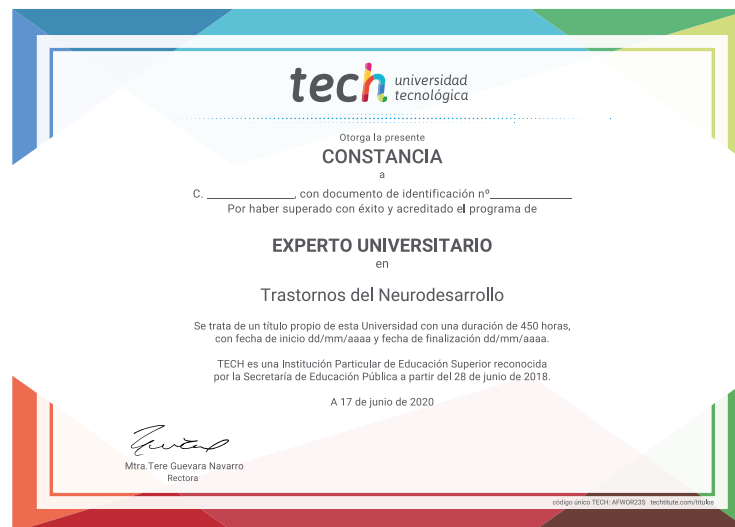 tech universidad
tecnológica
Otorga la presente
CONSTANCIA
a
C. ________________, con documento de identificación nº_______________
Por haber superado con éxito y acreditado el programa de
EXPERTO UNIVERSITARIO
en
Trastornos del Neurodesarrollo
Se trata de un título propio de esta Universidad con una duración de 450 horas,
con fecha de inicio dd/mm/aaaa y fecha de finalización dd/mm/aaaa.
TECH es una Institución Particular de Educación Superior reconocida
por la Secretaría de Educación Pública a partir del 28 de junio de 2018.
A 17 de junio de 2020
Mtra.Tere Guevara Navarro
Rectora
código único TECH: AFWOR23S techtitute.com/titulos